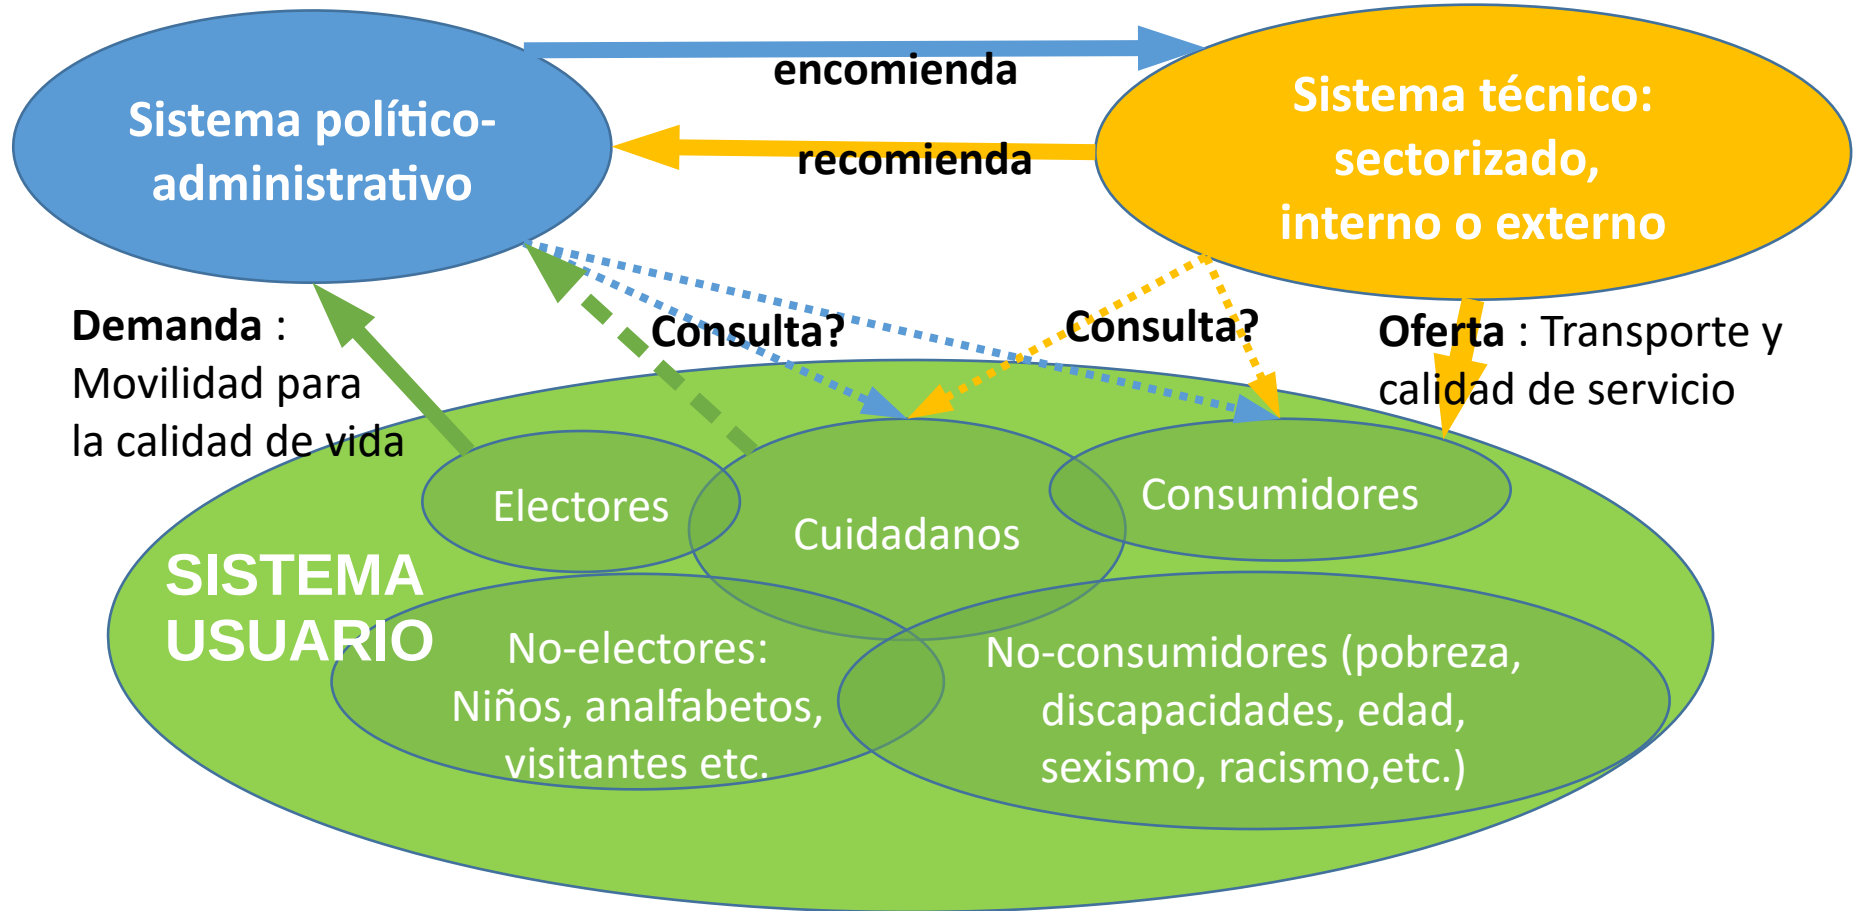 encomienda
Sistema político-
administrativo
recomienda
Sistema técnico:
sectorizado,
interno o externo
Demanda :
Movilidad para
la calidad de vida
Consulta?
Consulta?
Oferta : Transporte y
calidad de servicio
Electores
Cuidadanos
Consumidores
SISTEMA
USUARIO
No-electores:
Niños, analfabetos,
visitantes etc.
No-consumidores (pobreza,
discapacidades, edad,
sexismo, racismo,etc.)